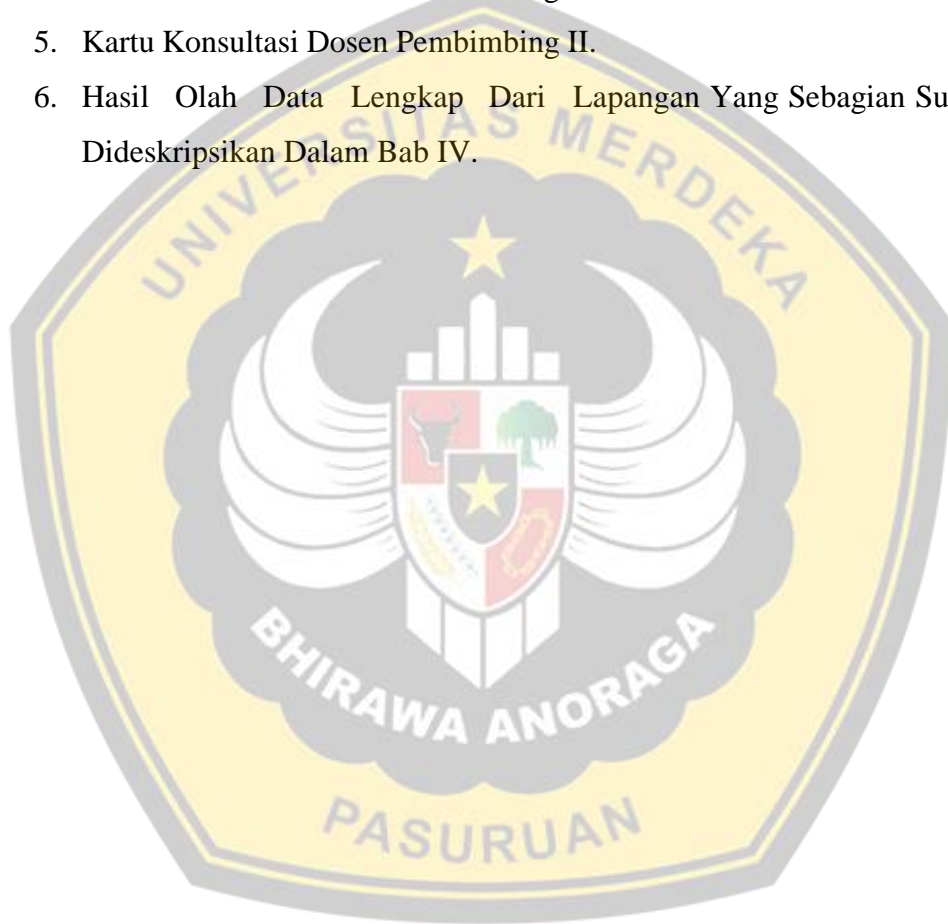 5. Kartu Konsultasi Dosen Pembimbing II.
6. Hasil Olah Data Lengkap Dari Lapangan Yang Sebagian
Dideskripsikan Dalam Bab IV.
UNIVERSITAS MERDEKA
BHIRAWA ANORAGA
PASURUAN